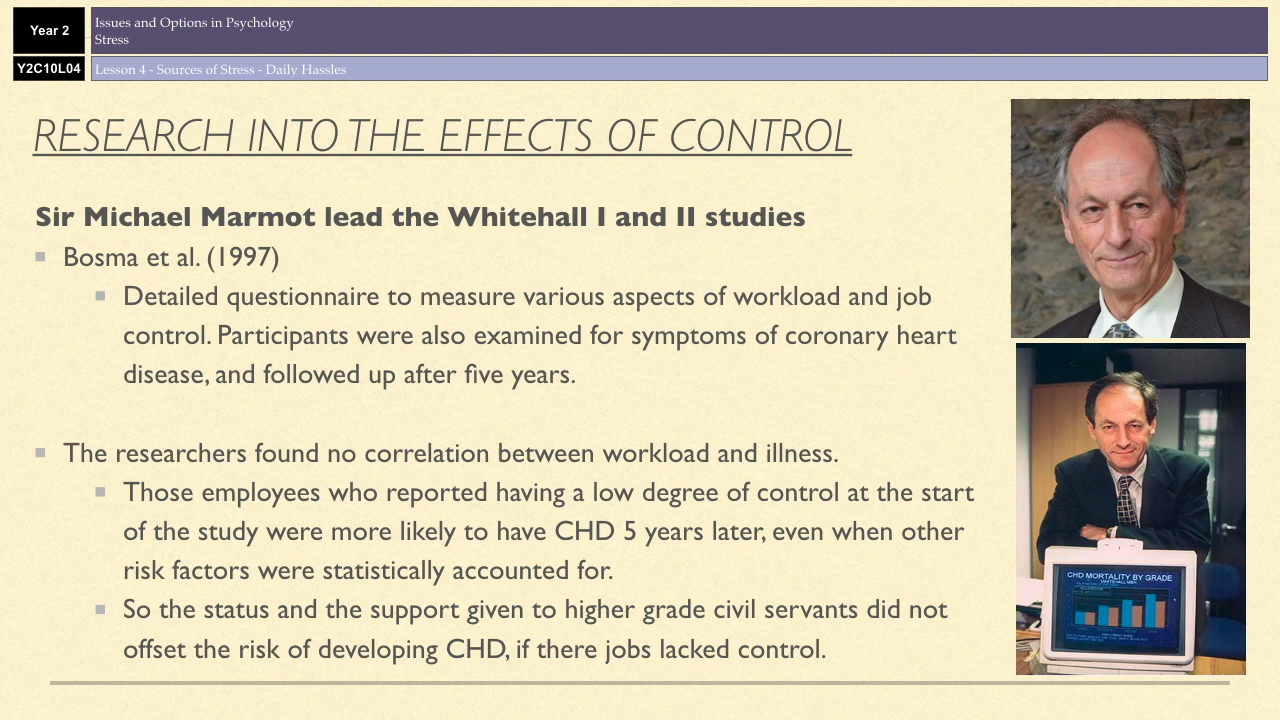 Year 2
Issues and Options in Psychology
Stress
Y2C10L04
Lesson 4 - Sources of Stress - Daily Hassles
RESEARCH INTO THE EFFECTS OF CONTROL
Sir Michael Marmot lead the Whitehall I and II studies
Bosma et al. (1997)
Detailed questionnaire to measure various aspects of workload and job
control. Participants were also examined for symptoms of coronary heart
disease, and followed up after five years.
The researchers found no correlation between workload and illness.
Those employees who reported having a low degree of control at the start
of the study were more likely to have CHD 5 years later, even when other
risk factors were statistically accounted for.
So the status and the support given to higher grade civil servants did not
offset the risk of developing CHD, if there jobs lacked control.
CHD MORTALITY BY GRADE
WHITEHALL MEN